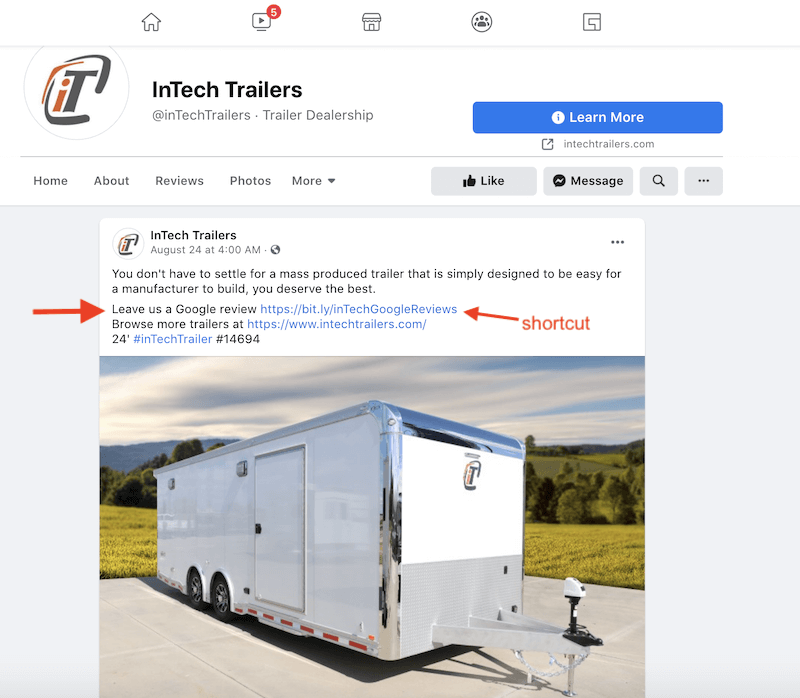 5
iT
InTech Trailers
@inTechTrailers · Trailer Dealership
Learn More
intechtrailers.com
Home About Reviews Photos More
Like Message ...
iT
InTech Trailers
August 24 at 4:00 AM ·
You don't have to settle for a mass produced trailer that is simply designed to be easy for
a manufacturer to build, you deserve the best.
Leave us a Google review https://bit.ly/inTechGoogleReviews
shortcut
Browse more trailers at https://www.intechtrailers.com/
24' #inTechTrailer #14694
iT